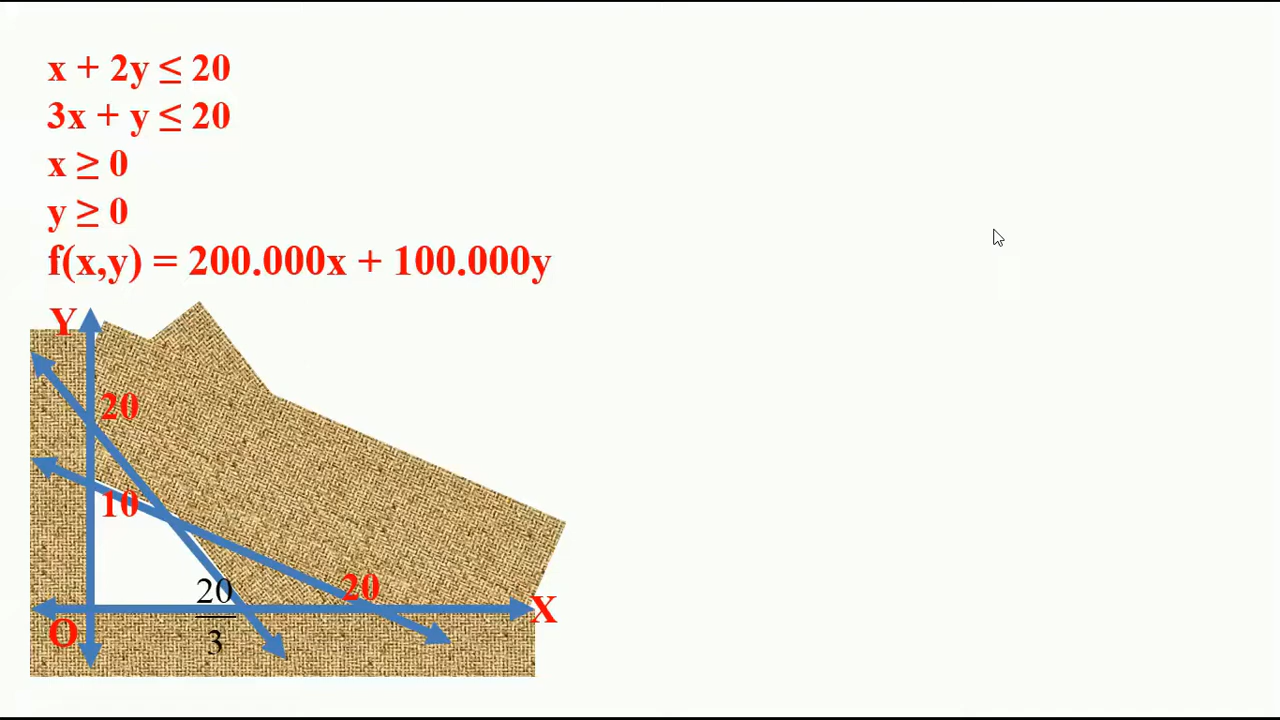 x + 2y ≤ 20
3x + y ≤ 20
x ≥ 0
y ≥ 0
f(x,y) = 200.000x + 100.000y
Y
20
10
20
20
3
X
O